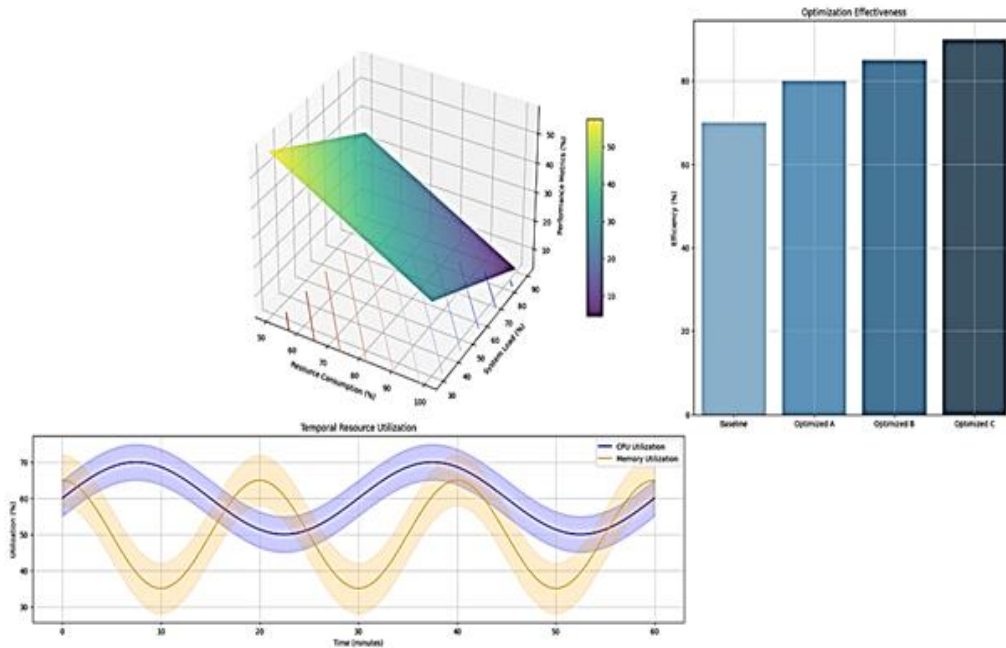 Optimization Effectiveness
Efficiency (%)
80
60
40
20
0
Baseline
Optimized A
Optimized B
Optimized C
Performance Metrics (%)
50
40
30
20
10
50
40
30
20
10
Resource Consumption (%)
50
60
70
80
90
100
System Load (%)
30
40
50
60
70
80
90
Temporal Resource Utilization
CPU Utilization
Memory Utilization
Utilization (%)
70
60
50
40
30
0
10
20
30
40
50
60
Time (minutes)